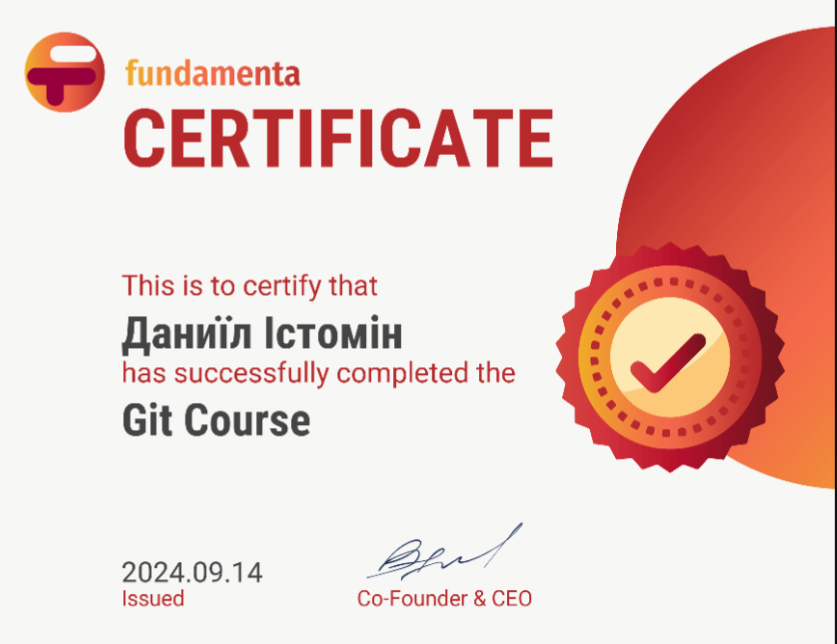 fundamenta
CERTIFICATE
This is to certify that
Даниїл Істомін
has successfully completed the
Git Course
2024.09.14
Issued
Co-Founder & CEO